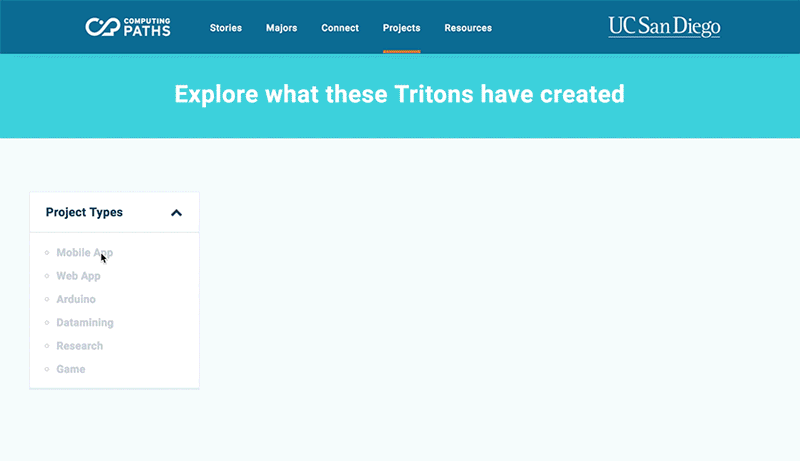 COMPUTING
PATHS
Stories Majors Connect Projects Resources
UC San Diego
Explore what these Tritons have created
Project Types
Mobile App
Web App
Arduino
Datamining
Research
Game